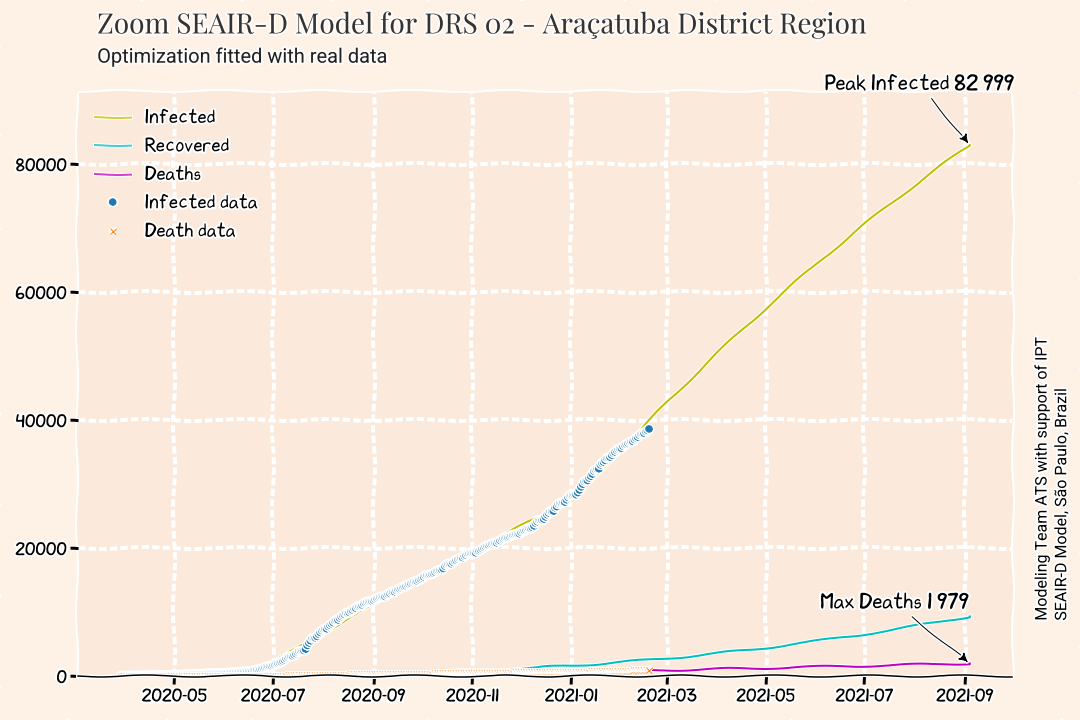 Zoom SEAIR-D Model for DRS 02 - Araçatuba District Region
Optimization fitted with real data
Peak Infected 82 999
Infected
Recovered
Deaths
Infected data
Death data
80000
60000
40000
20000
0
Max Deaths 1 979
2020-05
2020-07
2020-09
2020-11
2021-01
2021-03
2021-05
2021-07
2021-09
Modeling Team ATS with support of IPT
SEAIR-D Model, São Paulo, Brazil